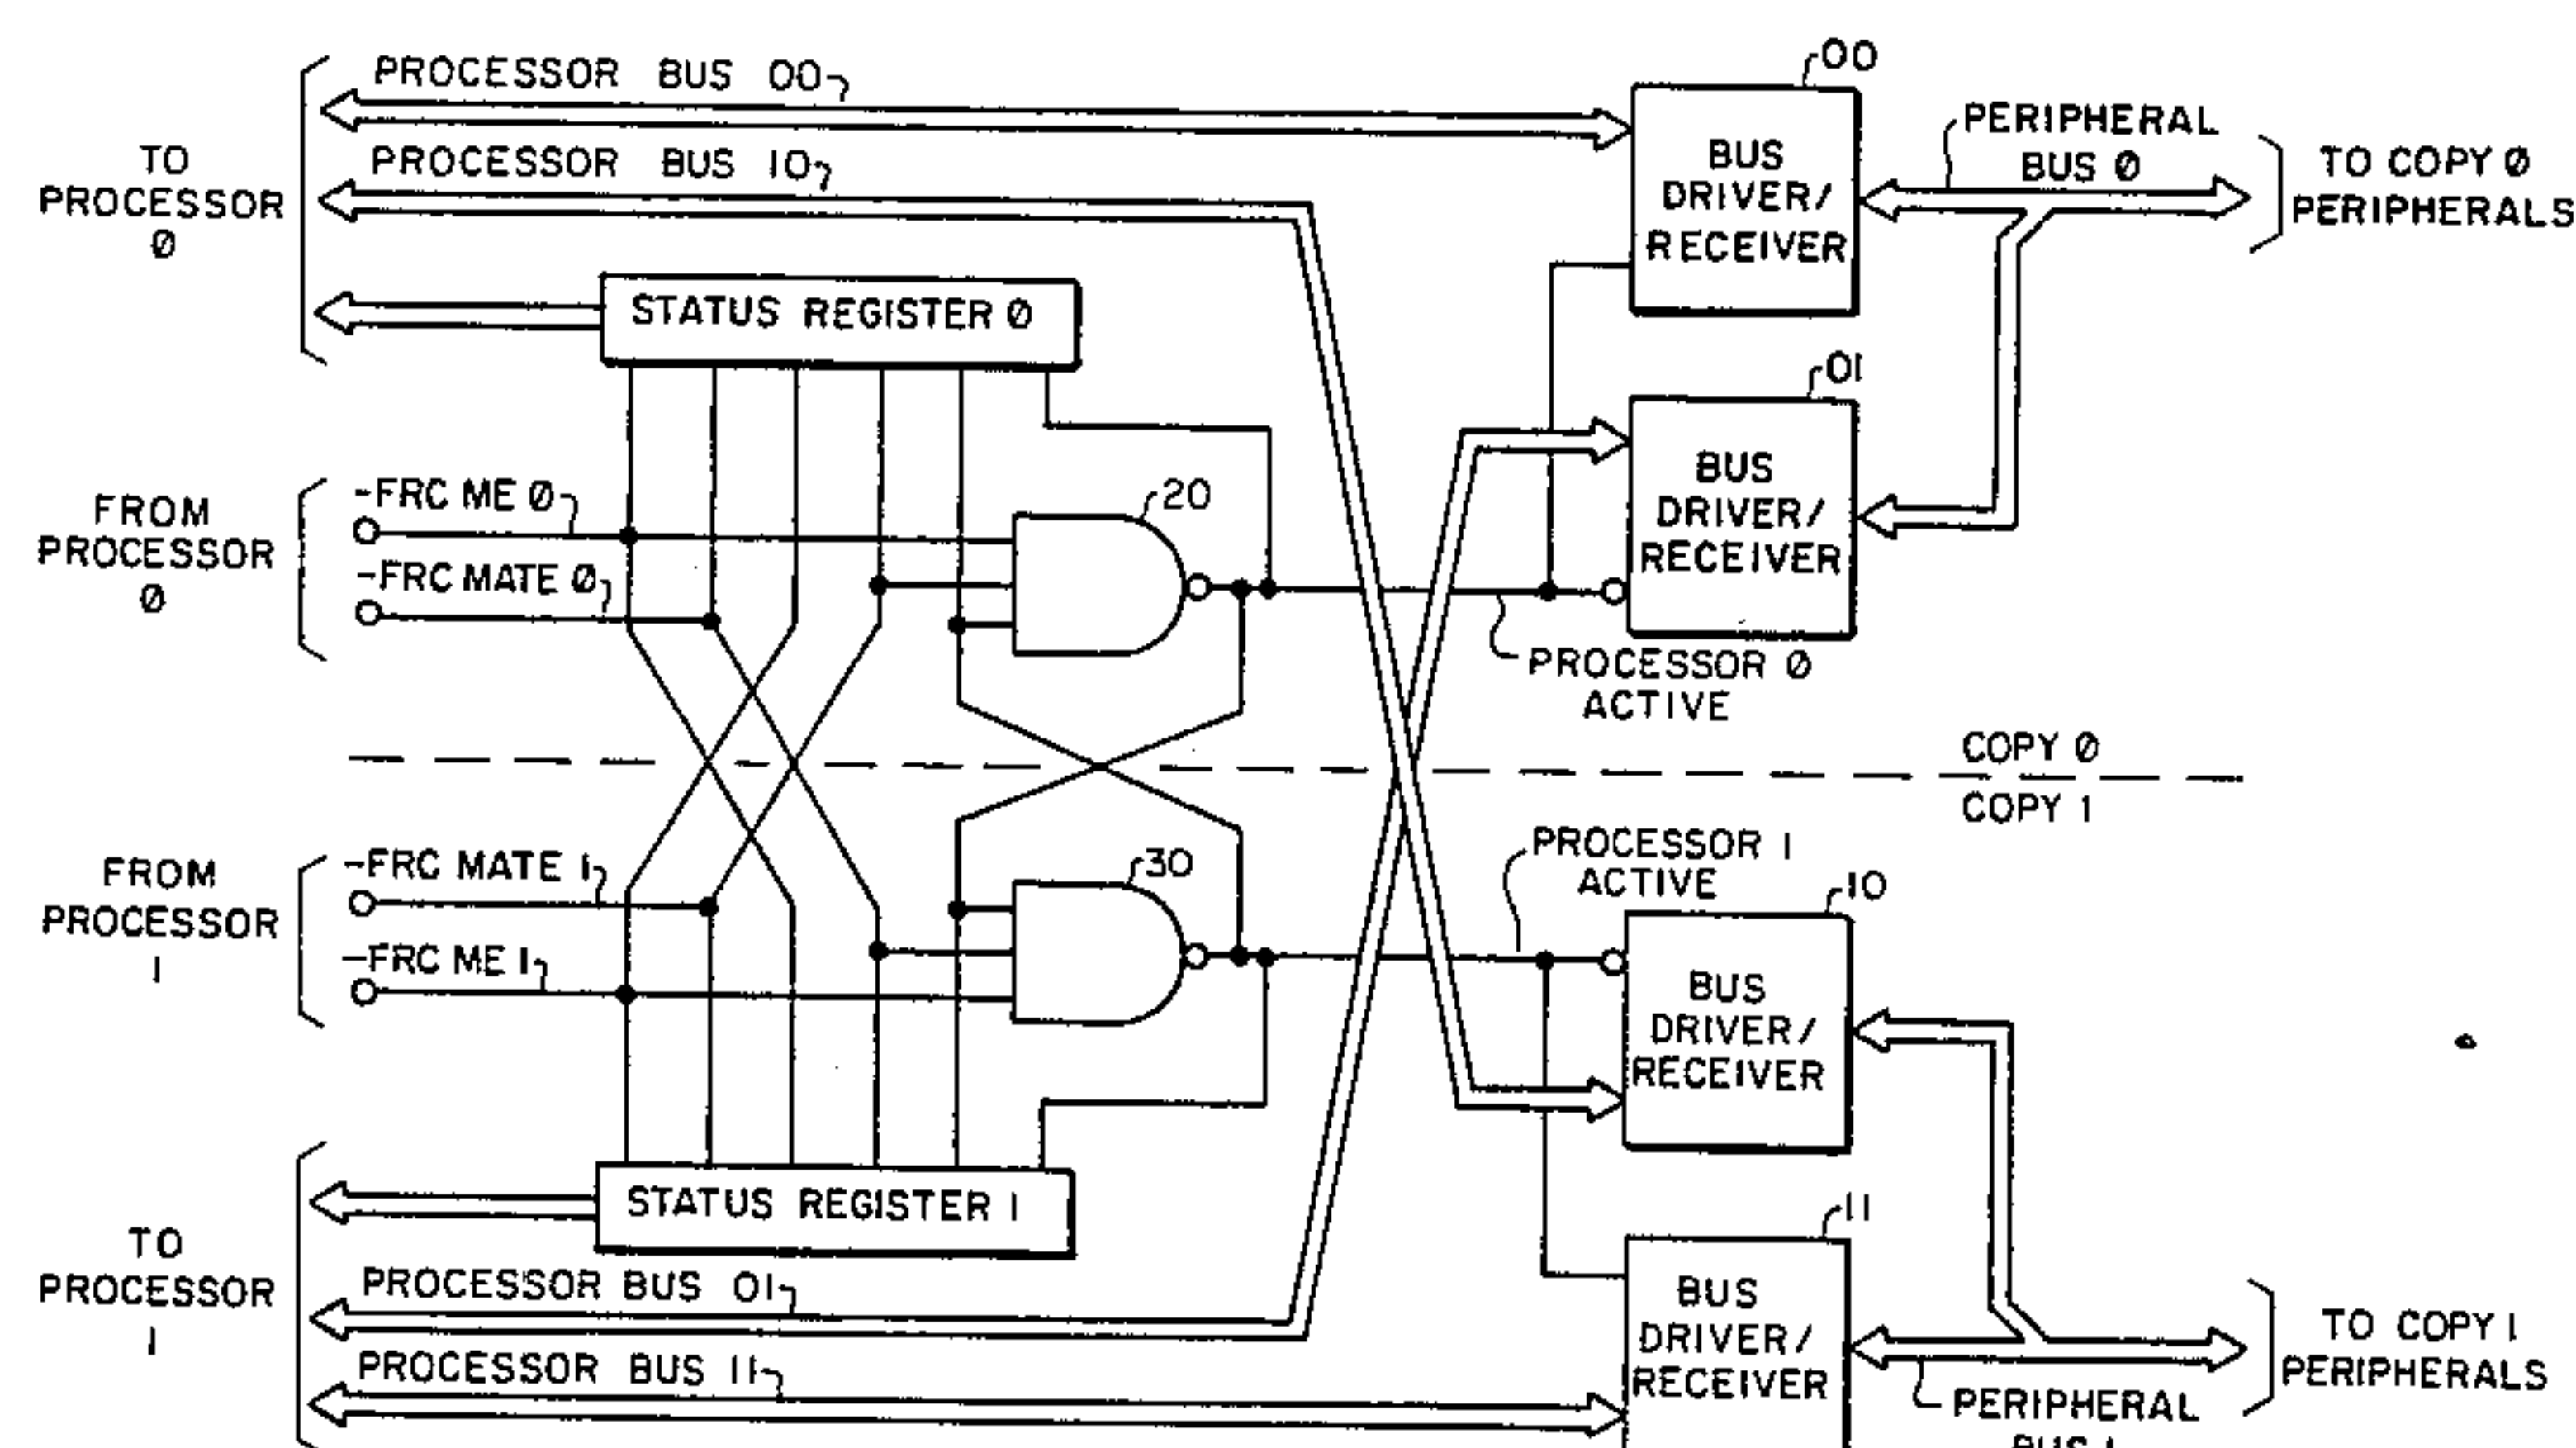 PROCESSOR BUS 00
00
PERIPHERAL
BUS Ø
TO COPY Ø
PERIPHERALS
TO
PROCESSOR
Ø
PROCESSOR BUS 10
BUS
DRIVER/
RECEIVER
STATUS REGISTER Ø
01
BUS
DRIVER/
RECEIVER
FROM
PROCESSOR
Ø
-FRC ME Ø
-FRC MATE Ø
20
PROCESSOR Ø
ACTIVE
COPY Ø
COPY 1
FROM
PROCESSOR
1
-FRC MATE 1
-FRC ME 1
30
PROCESSOR 1
ACTIVE
10
BUS
DRIVER/
RECEIVER
STATUS REGISTER 1
11
TO
PROCESSOR
1
PROCESSOR BUS 01
PROCESSOR BUS 11
BUS
DRIVER/
RECEIVER
TO COPY 1
PERIPHERALS
PERIPHERAL
BUS 1